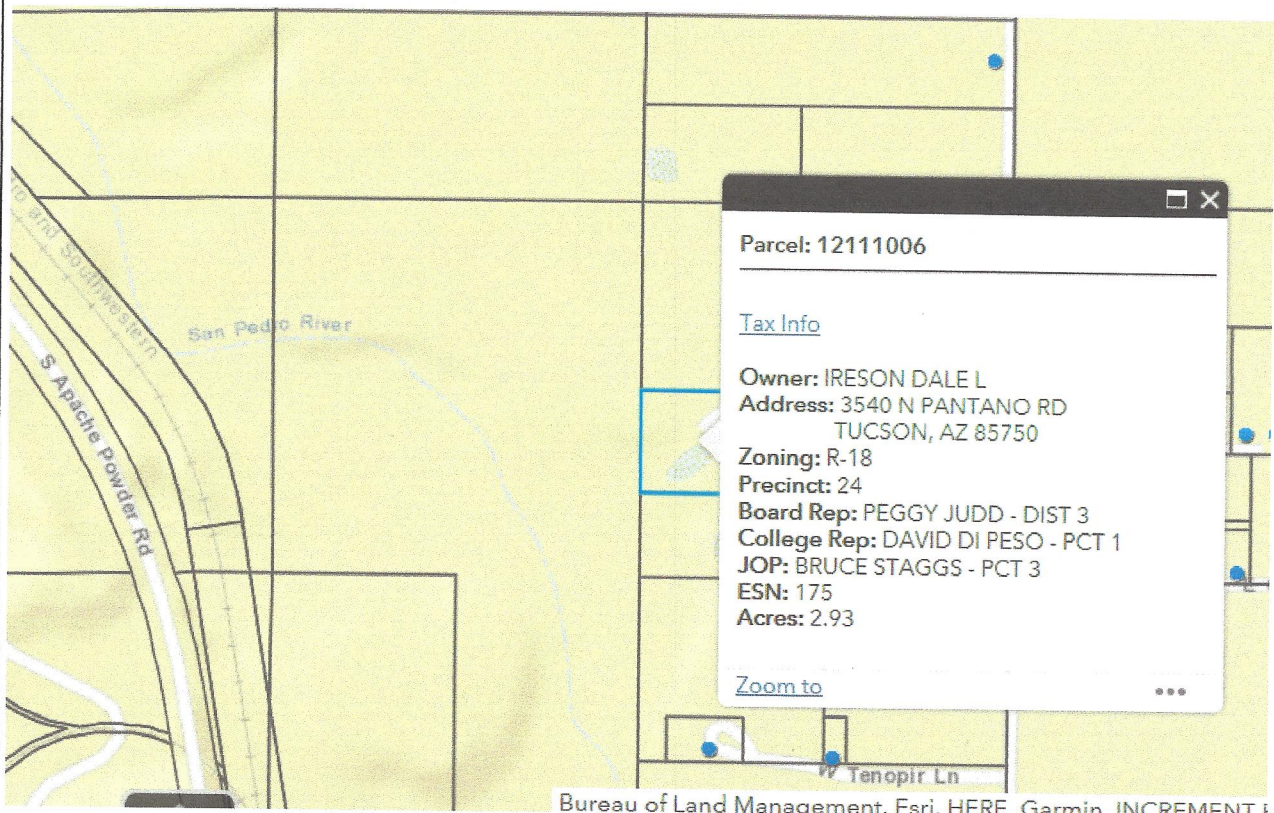 Parcel: 12111006
Tax Info
Owner: IRESON DALE L
Address: 3540 N PANTANO RD
TUCSON, AZ 85750
Zoning: R-18
Precinct: 24
Board Rep: PEGGY JUDD - DIST 3
College Rep: DAVID DI PESO - PCT 1
JOP: BRUCE STAGGS - PCT 3
ESN: 175
Acres: 2.93
Zoom to
and Southwestern
San Pedro River
S Apache Powder Rd
W Tenopir Ln
Bureau of Land Management, Esri, HERE, Garmin, INCREMENT